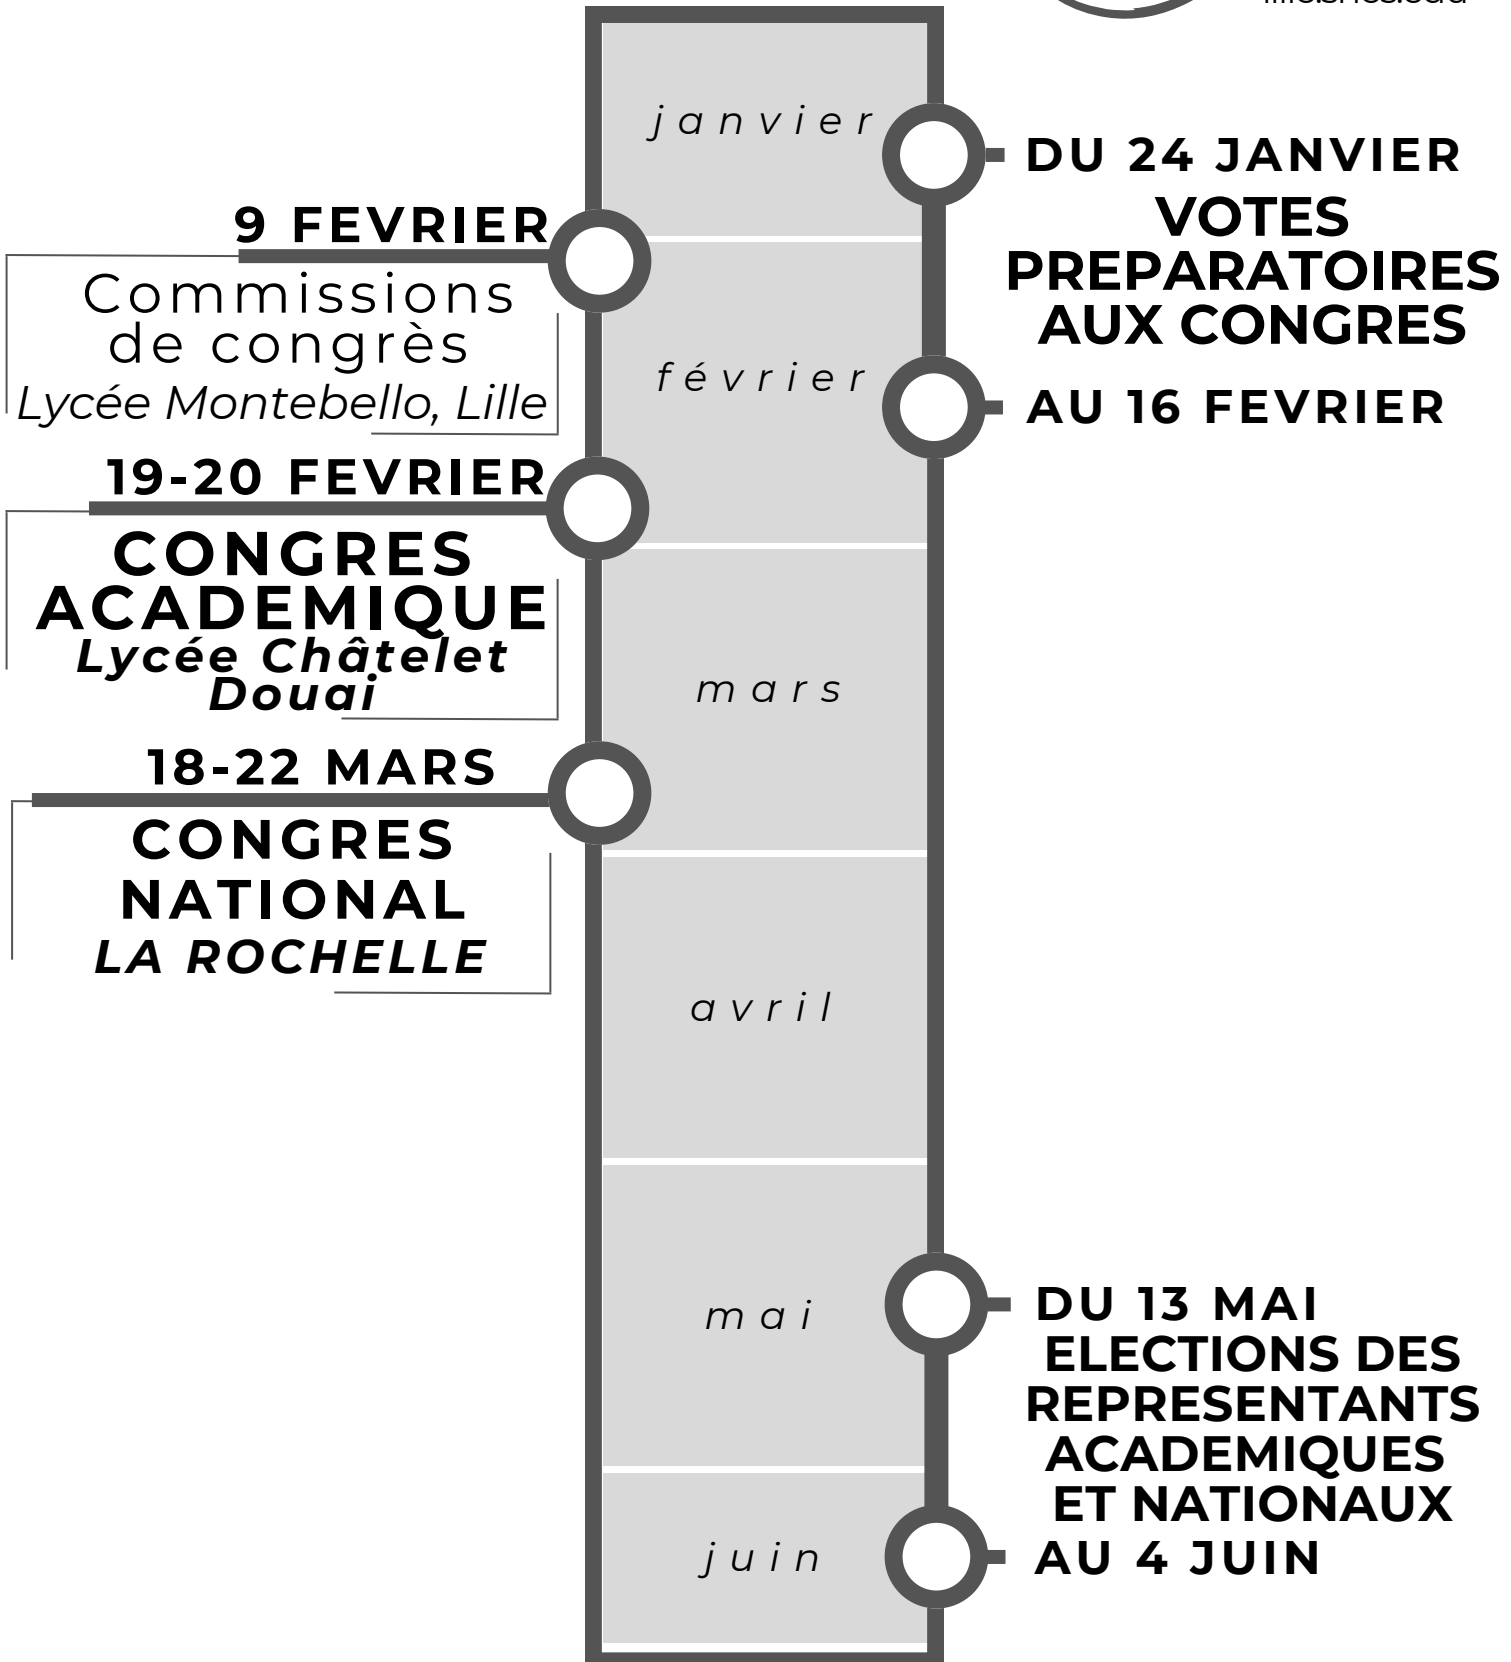 janvier
DU 24 JANVIER
VOTES
PREPARATOIRES
AUX CONGRES
9 FEVRIER
Commissions
de congrès
Lycée Montebello, Lille
février
AU 16 FEVRIER
19-20 FEVRIER
CONGRES
ACADEMIQUE
Lycée Châtelet
Douai
mars
18-22 MARS
CONGRES
NATIONAL
LA ROCHELLE
avril
mai
DU 13 MAI
ELECTIONS DES
REPRESENTANTS
ACADEMIQUES
ET NATIONAUX
juin
AU 4 JUIN